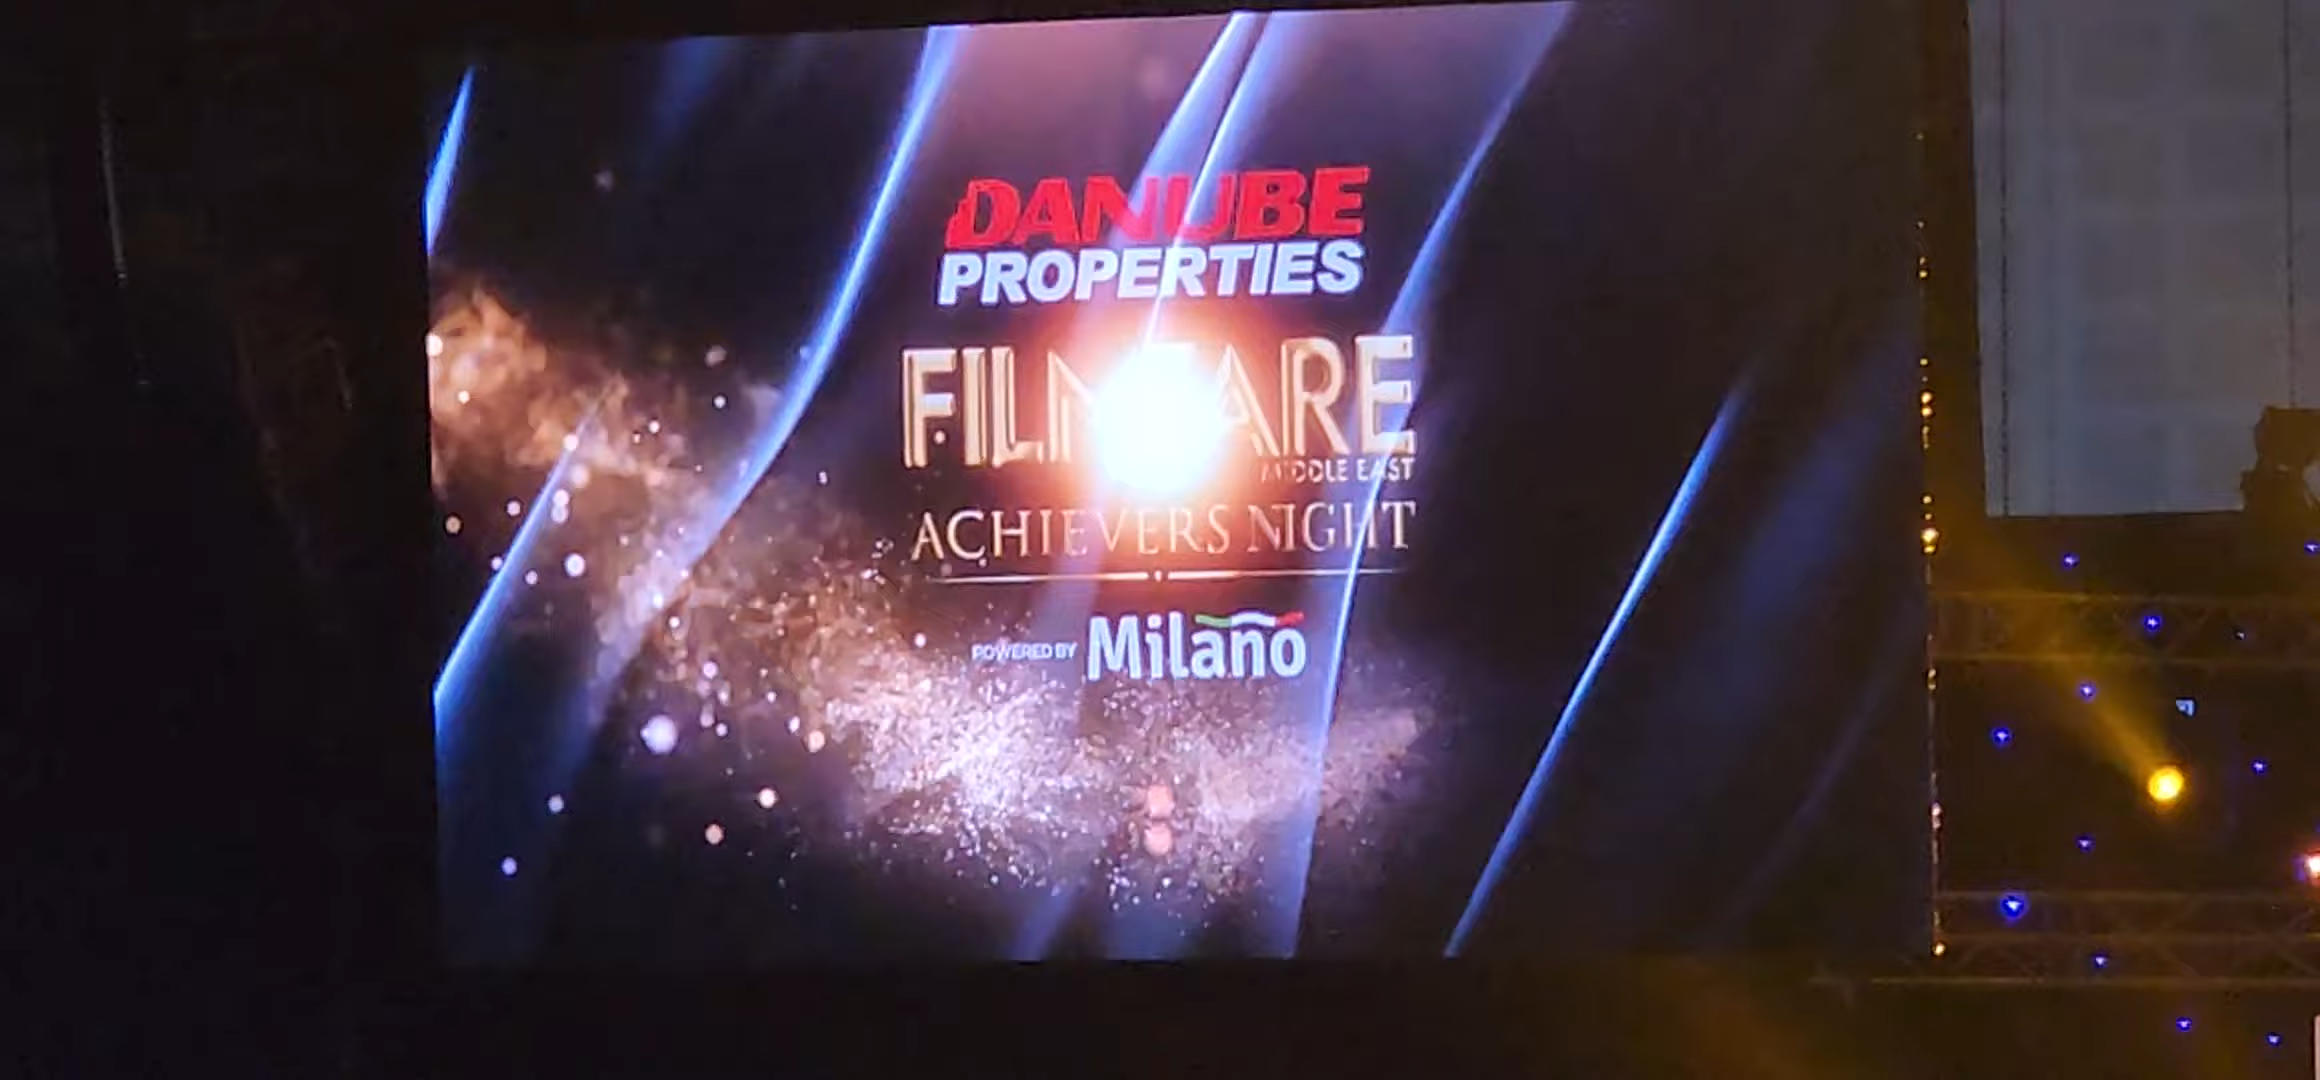 DANUBE
PROPERTIES
FILMFARE
MIDDLE EAST
ACHIEVERS NIGHT
POWERED BY Milano